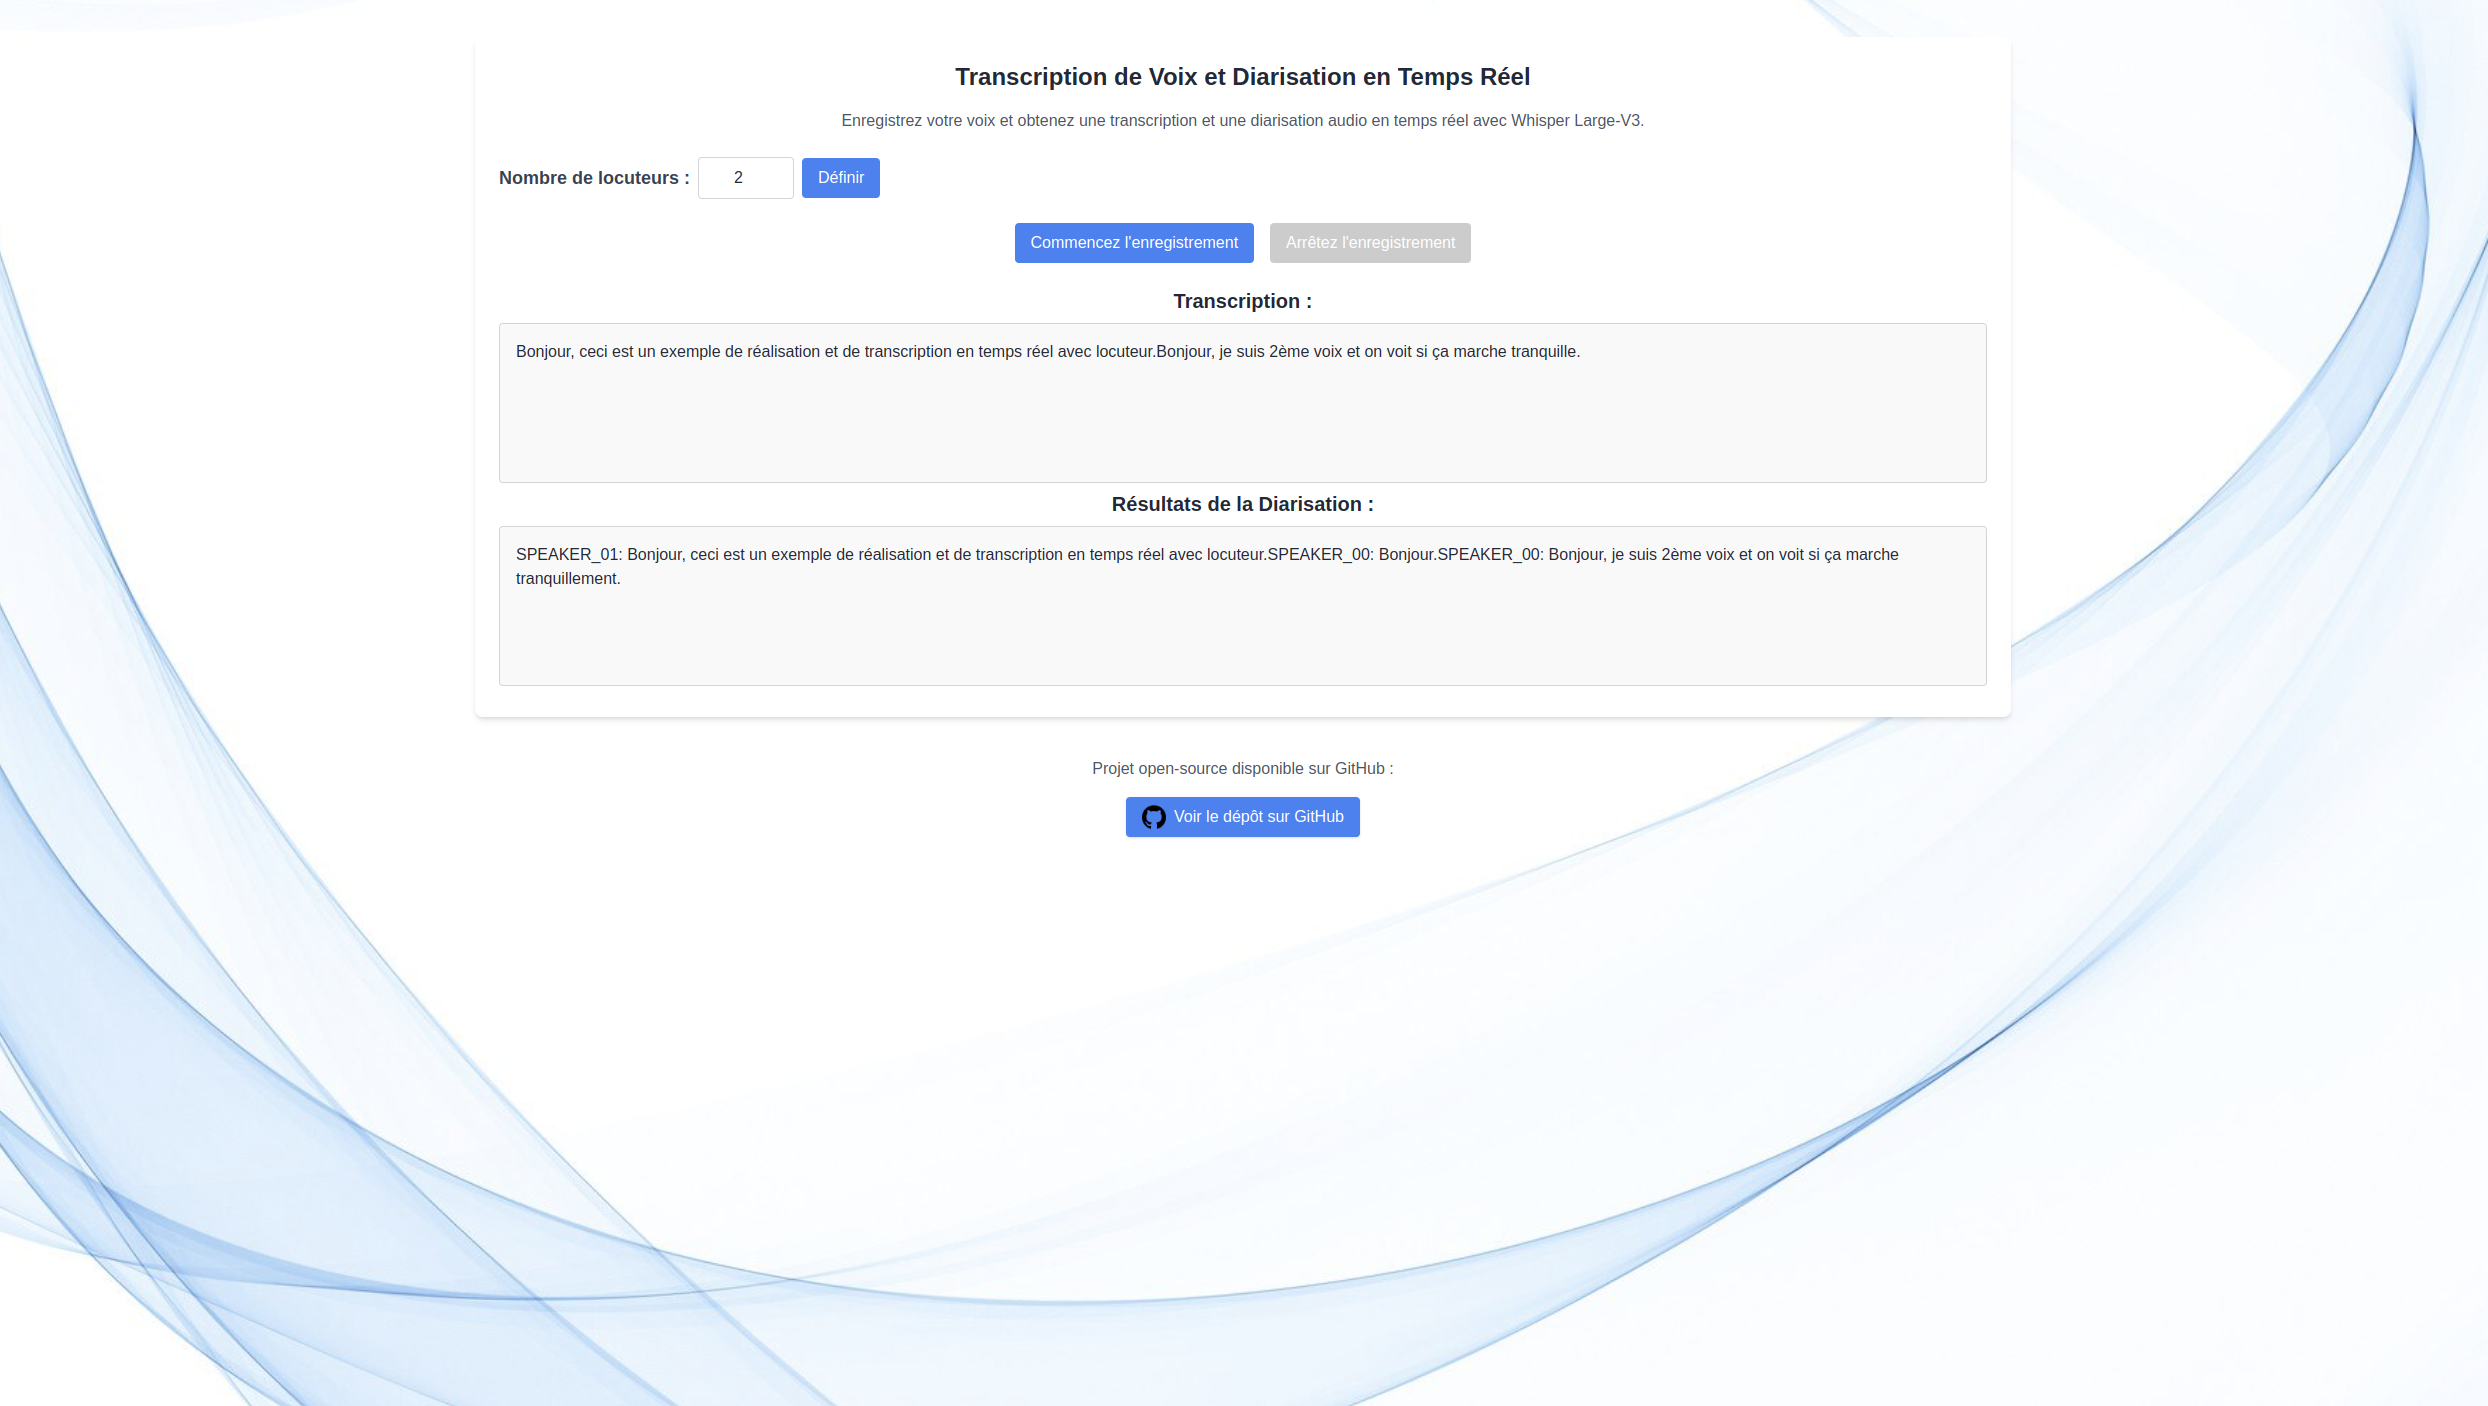 Transcription de Voix et Diarisation en Temps Réel
Enregistrez votre voix et obtenez une transcription et une diarisation audio en temps réel avec Whisper Large-V3.
Nombre de locuteurs : 2 Définir
Commencez l'enregistrement Arrêtez l'enregistrement
Transcription :
Bonjour, ceci est un exemple de réalisation et de transcription en temps réel avec locuteur.Bonjour, je suis 2ème voix et on voit si ça marche tranquille.
Résultats de la Diarisation :
SPEAKER_01: Bonjour, ceci est un exemple de réalisation et de transcription en temps réel avec locuteur.SPEAKER_00: Bonjour.SPEAKER_00: Bonjour, je suis 2ème voix et on voit si ça marche
tranquillement.
Projet open-source disponible sur GitHub :
Voir le dépôt sur GitHub